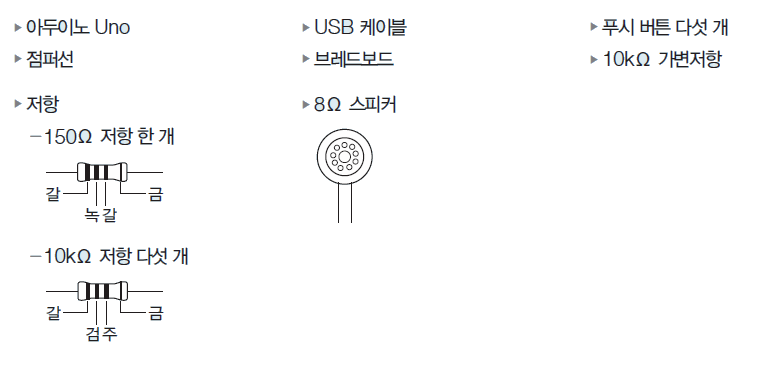 ▶ 아두이노 Uno
▶ USB 케이블
▶ 푸시 버튼 다섯 개
▶ 점퍼선
▶ 브레드보드
▶ 10kΩ 가변저항
▶ 저항
▶ 8Ω 스피커
－150Ω 저항 한 개
갈 금
녹 갈
－10kΩ 저항 다섯 개
갈 금
검 주